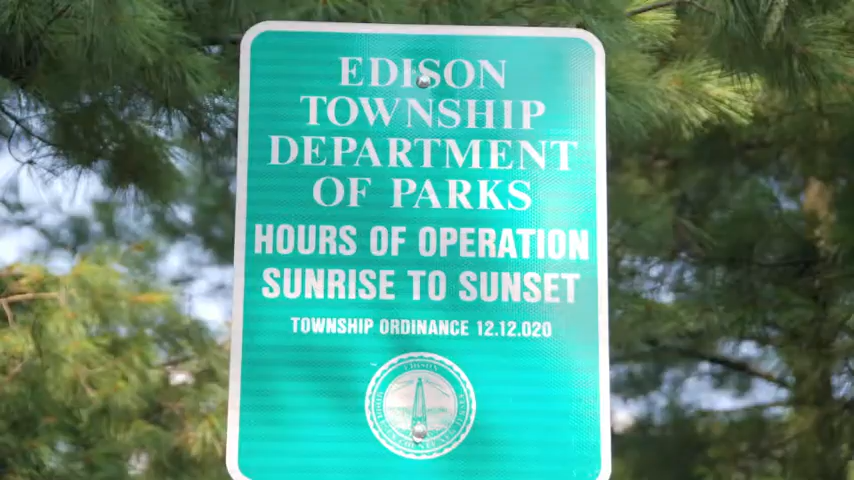 EDISON
TOWNSHIP
DEPARTMENT
OF PARKS
HOURS OF OPERATION
SUNRISE TO SUNSET
TOWNSHIP ORDINANCE 12.12.020
EDISON